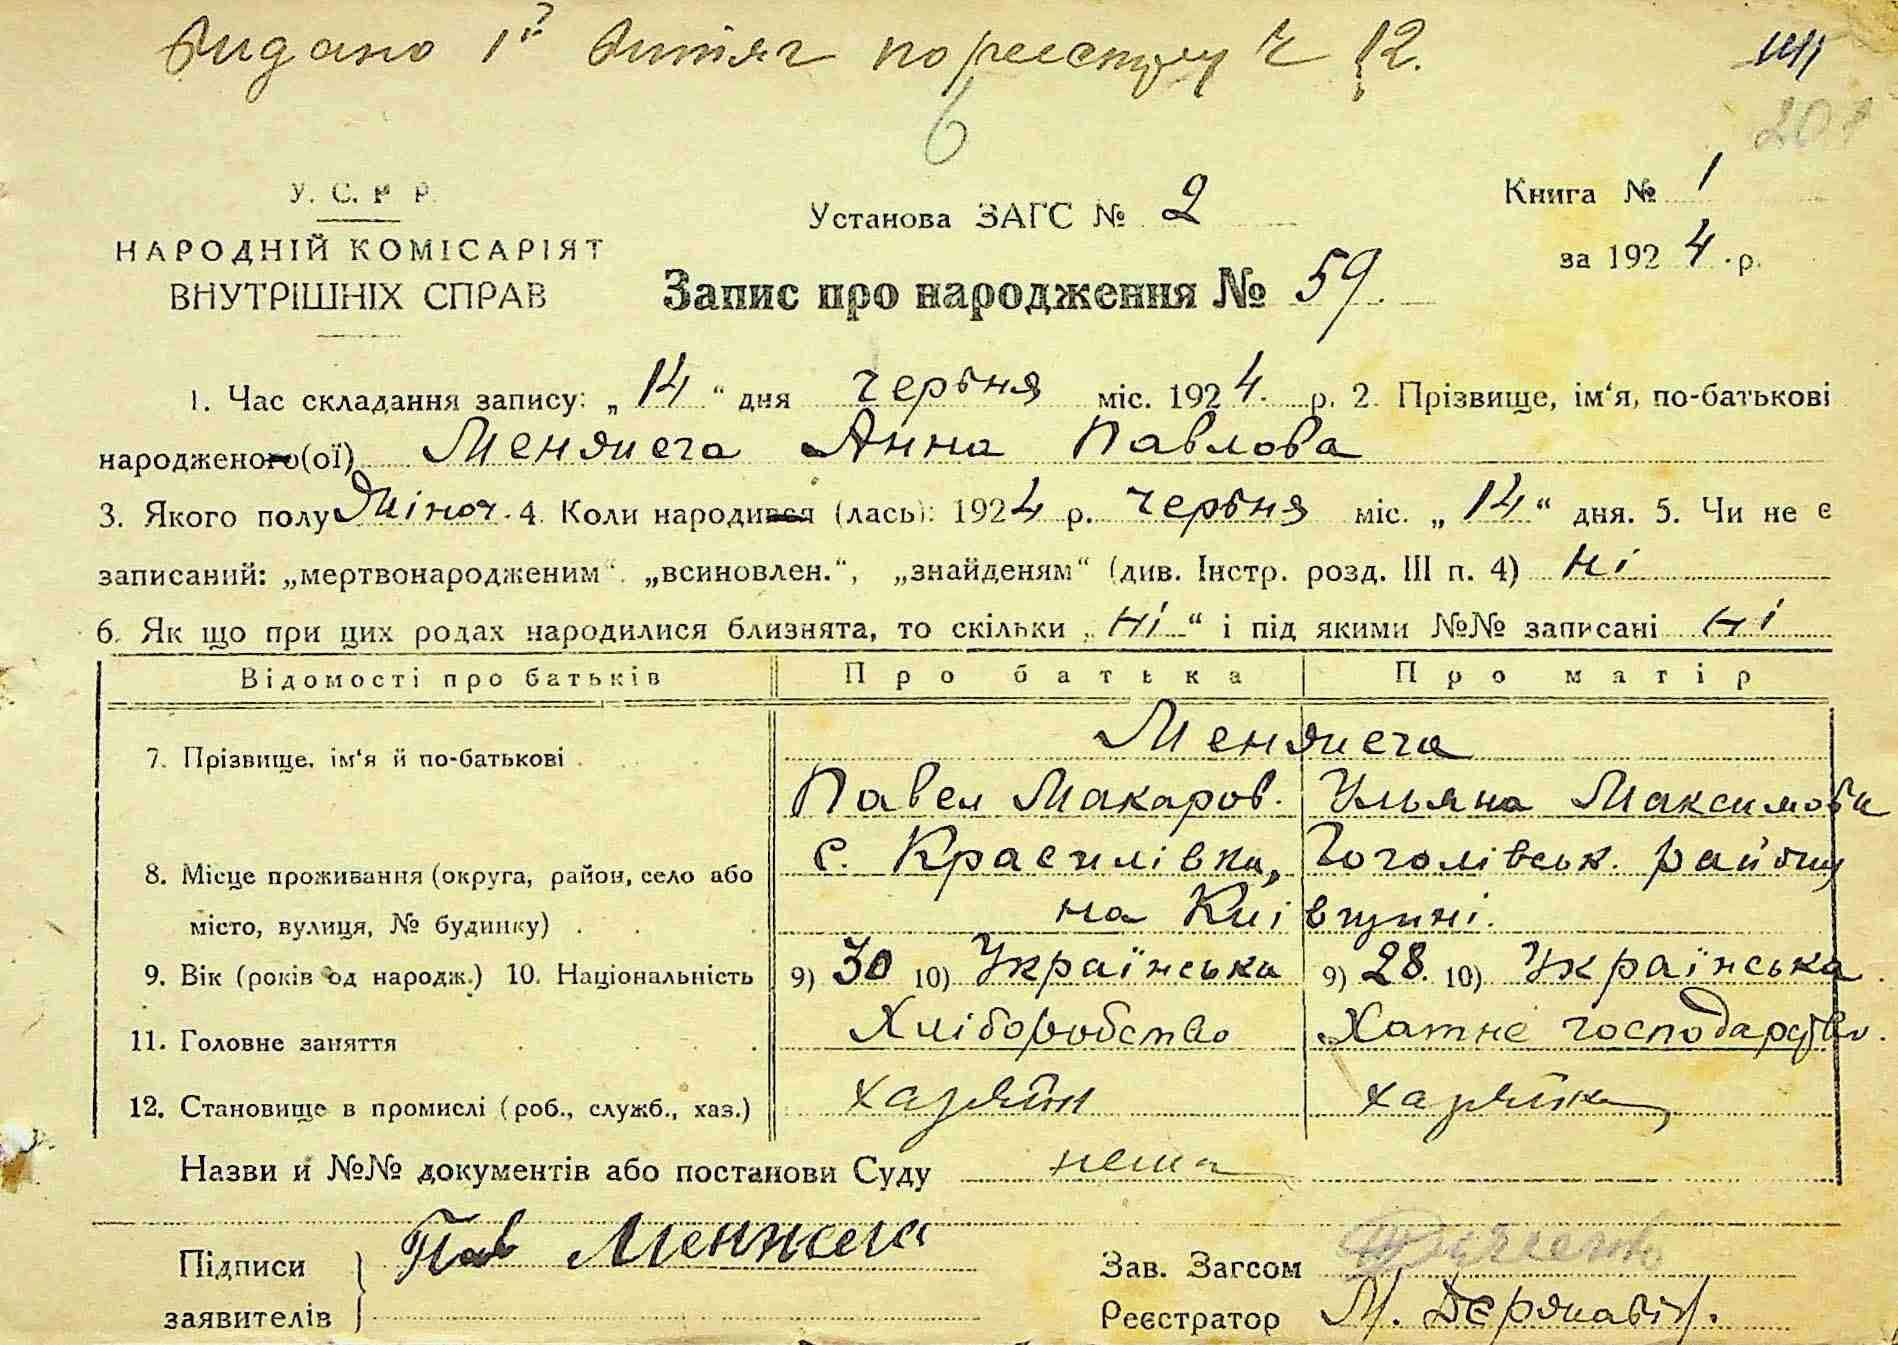 Видано 1й витяг по реєстру Ч 12.
6
201
У. С. Р Р.
Установа ЗАГС № 2
Книга № 1
НАРОДНІЙ КОМІСАРІЯТ
за 1924 р.
ВНУТРІШНІХ СПРАВ
Запис про народження № 59.
1. Час складання запису: „14“ дня червня міс. 1924. р. 2. Прізвище, ім‘я, по-батькові
народженого(ої) Менжега Анна Павлова
3. Якого полу жіноч. 4. Коли народився (лась): 1924 р. червня міс. „14“ дня. 5. Чи не є
записаний: „мертвонародженим“. „всиновлен.“, „знайденям“ (див. Інстр. розд. III п. 4) Ні
6. Як що при цих родах народилися близнята, то скільки „Ні“ і під якими №№ записані Ні
Відомості про батьків Про батька Про матір
7. Прізвище, ім‘я й по-батькові Менжега
Павел Макаров. Ульяна Максимови
8. Місце проживання (округа, район, село або с. Красилівка, Гоголівськ. району
місто, вулиця, № будинку) на Київщині.
9. Вік (років од народж.) 10. Національність 9) 30 10) Українська 9) 28. 10) Українська
11. Головне заняття Хліборобство Хатнє господарство.
12. Становище в промислі (роб., служб., хаз.) хазяїн хазяйка
Назви й №№ документів або постанови Суду нема
Підписи Пав Менжега
Зав. Загсом
заявителів
Реєстратор М. Державін.